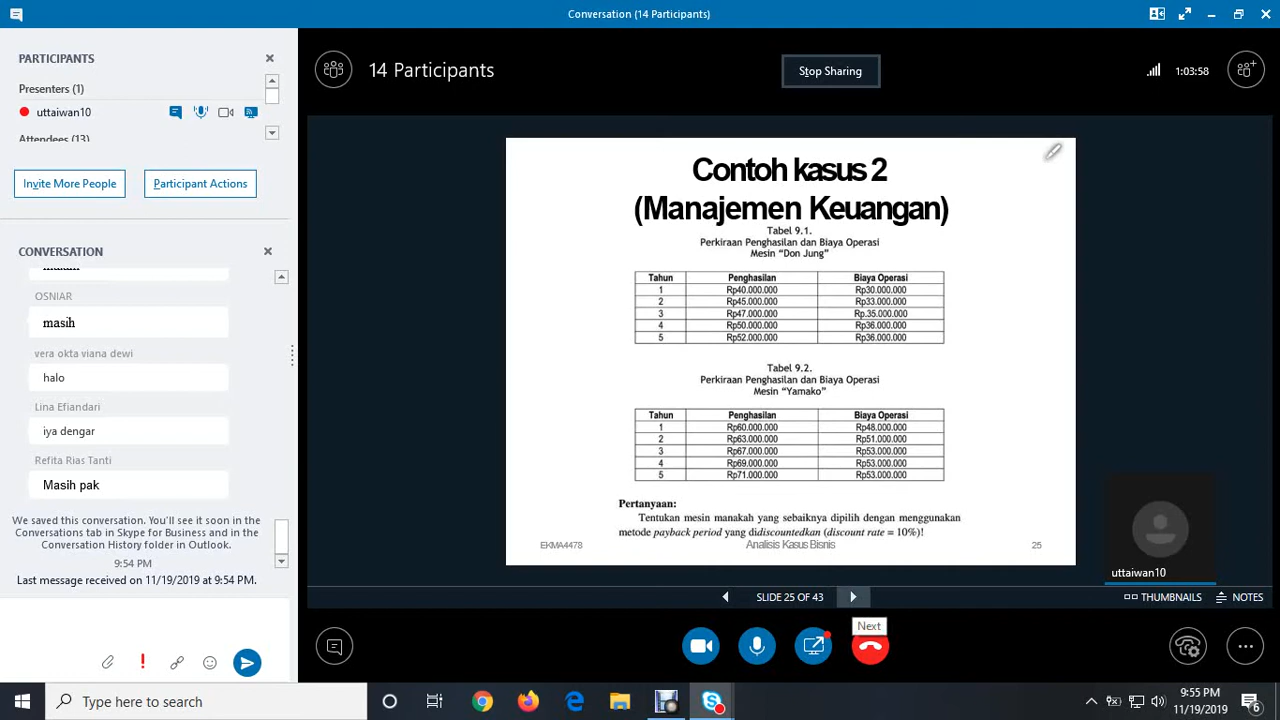 Conversation (14 Participants)
PARTICIPANTS
Presenters (1)
uttaiwan10
Attendees (13)
Invite More People
Participant Actions
CONVERSATION
OSNIAR
masih
vera okta viana dewi
halo
Lina Efiandari
iya dengar
Refita Rias Tanti
Masih pak
We saved this conversation. You'll see it soon in the
Conversations tab in Skype for Business and in the
Conversation History folder in Outlook.
9:54 PM
Last message received on 11/19/2019 at 9:54 PM.
14 Participants
Stop Sharing
1:03:58
Contoh kasus 2
(Manajemen Keuangan)
Tabel 9.1.
Perkiraan Penghasilan dan Biaya Operasi
Mesin "Don Jung"
Tahun Penghasilan Biaya Operasi
1 Rp40.000.000 Rp30.000.000
2 Rp45.000.000 Rp33.000.000
3 Rp47.000.000 Rp.35.000.000
4 Rp50.000.000 Rp36.000.000
5 Rp52.000.000 Rp36.000.000
Tabel 9.2.
Perkiraan Penghasilan dan Biaya Operasi
Mesin "Yamako"
Tahun Penghasilan Biaya Operasi
1 Rp60.000.000 Rp48.000.000
2 Rp63.000.000 Rp51.000.000
3 Rp67.000.000 Rp53.000.000
4 Rp69.000.000 Rp53.000.000
5 Rp71.000.000 Rp53.000.000
Pertanyaan:
Tentukan mesin manakah yang sebaiknya dipilih dengan menggunakan
metode payback period yang didiscountedkan (discount rate = 10%)!
EKMA4478 Analisis Kasus Bisnis 25
uttaiwan10
SLIDE 25 OF 43
THUMBNAILS
NOTES
Next
Type here to search
9:55 PM
11/19/2019
6